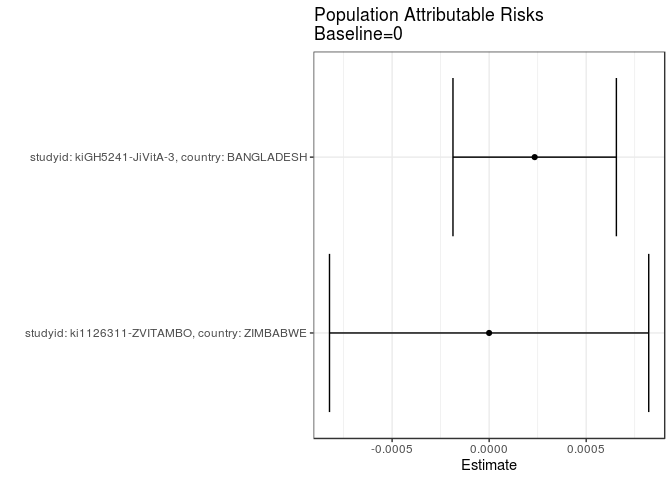 Population Attributable Risks
Baseline=0
studyid: kiGH5241-JiVitA-3, country: BANGLADESH
studyid: ki1126311-ZVITAMBO, country: ZIMBABWE
-0.0005 0.0000 0.0005
Estimate